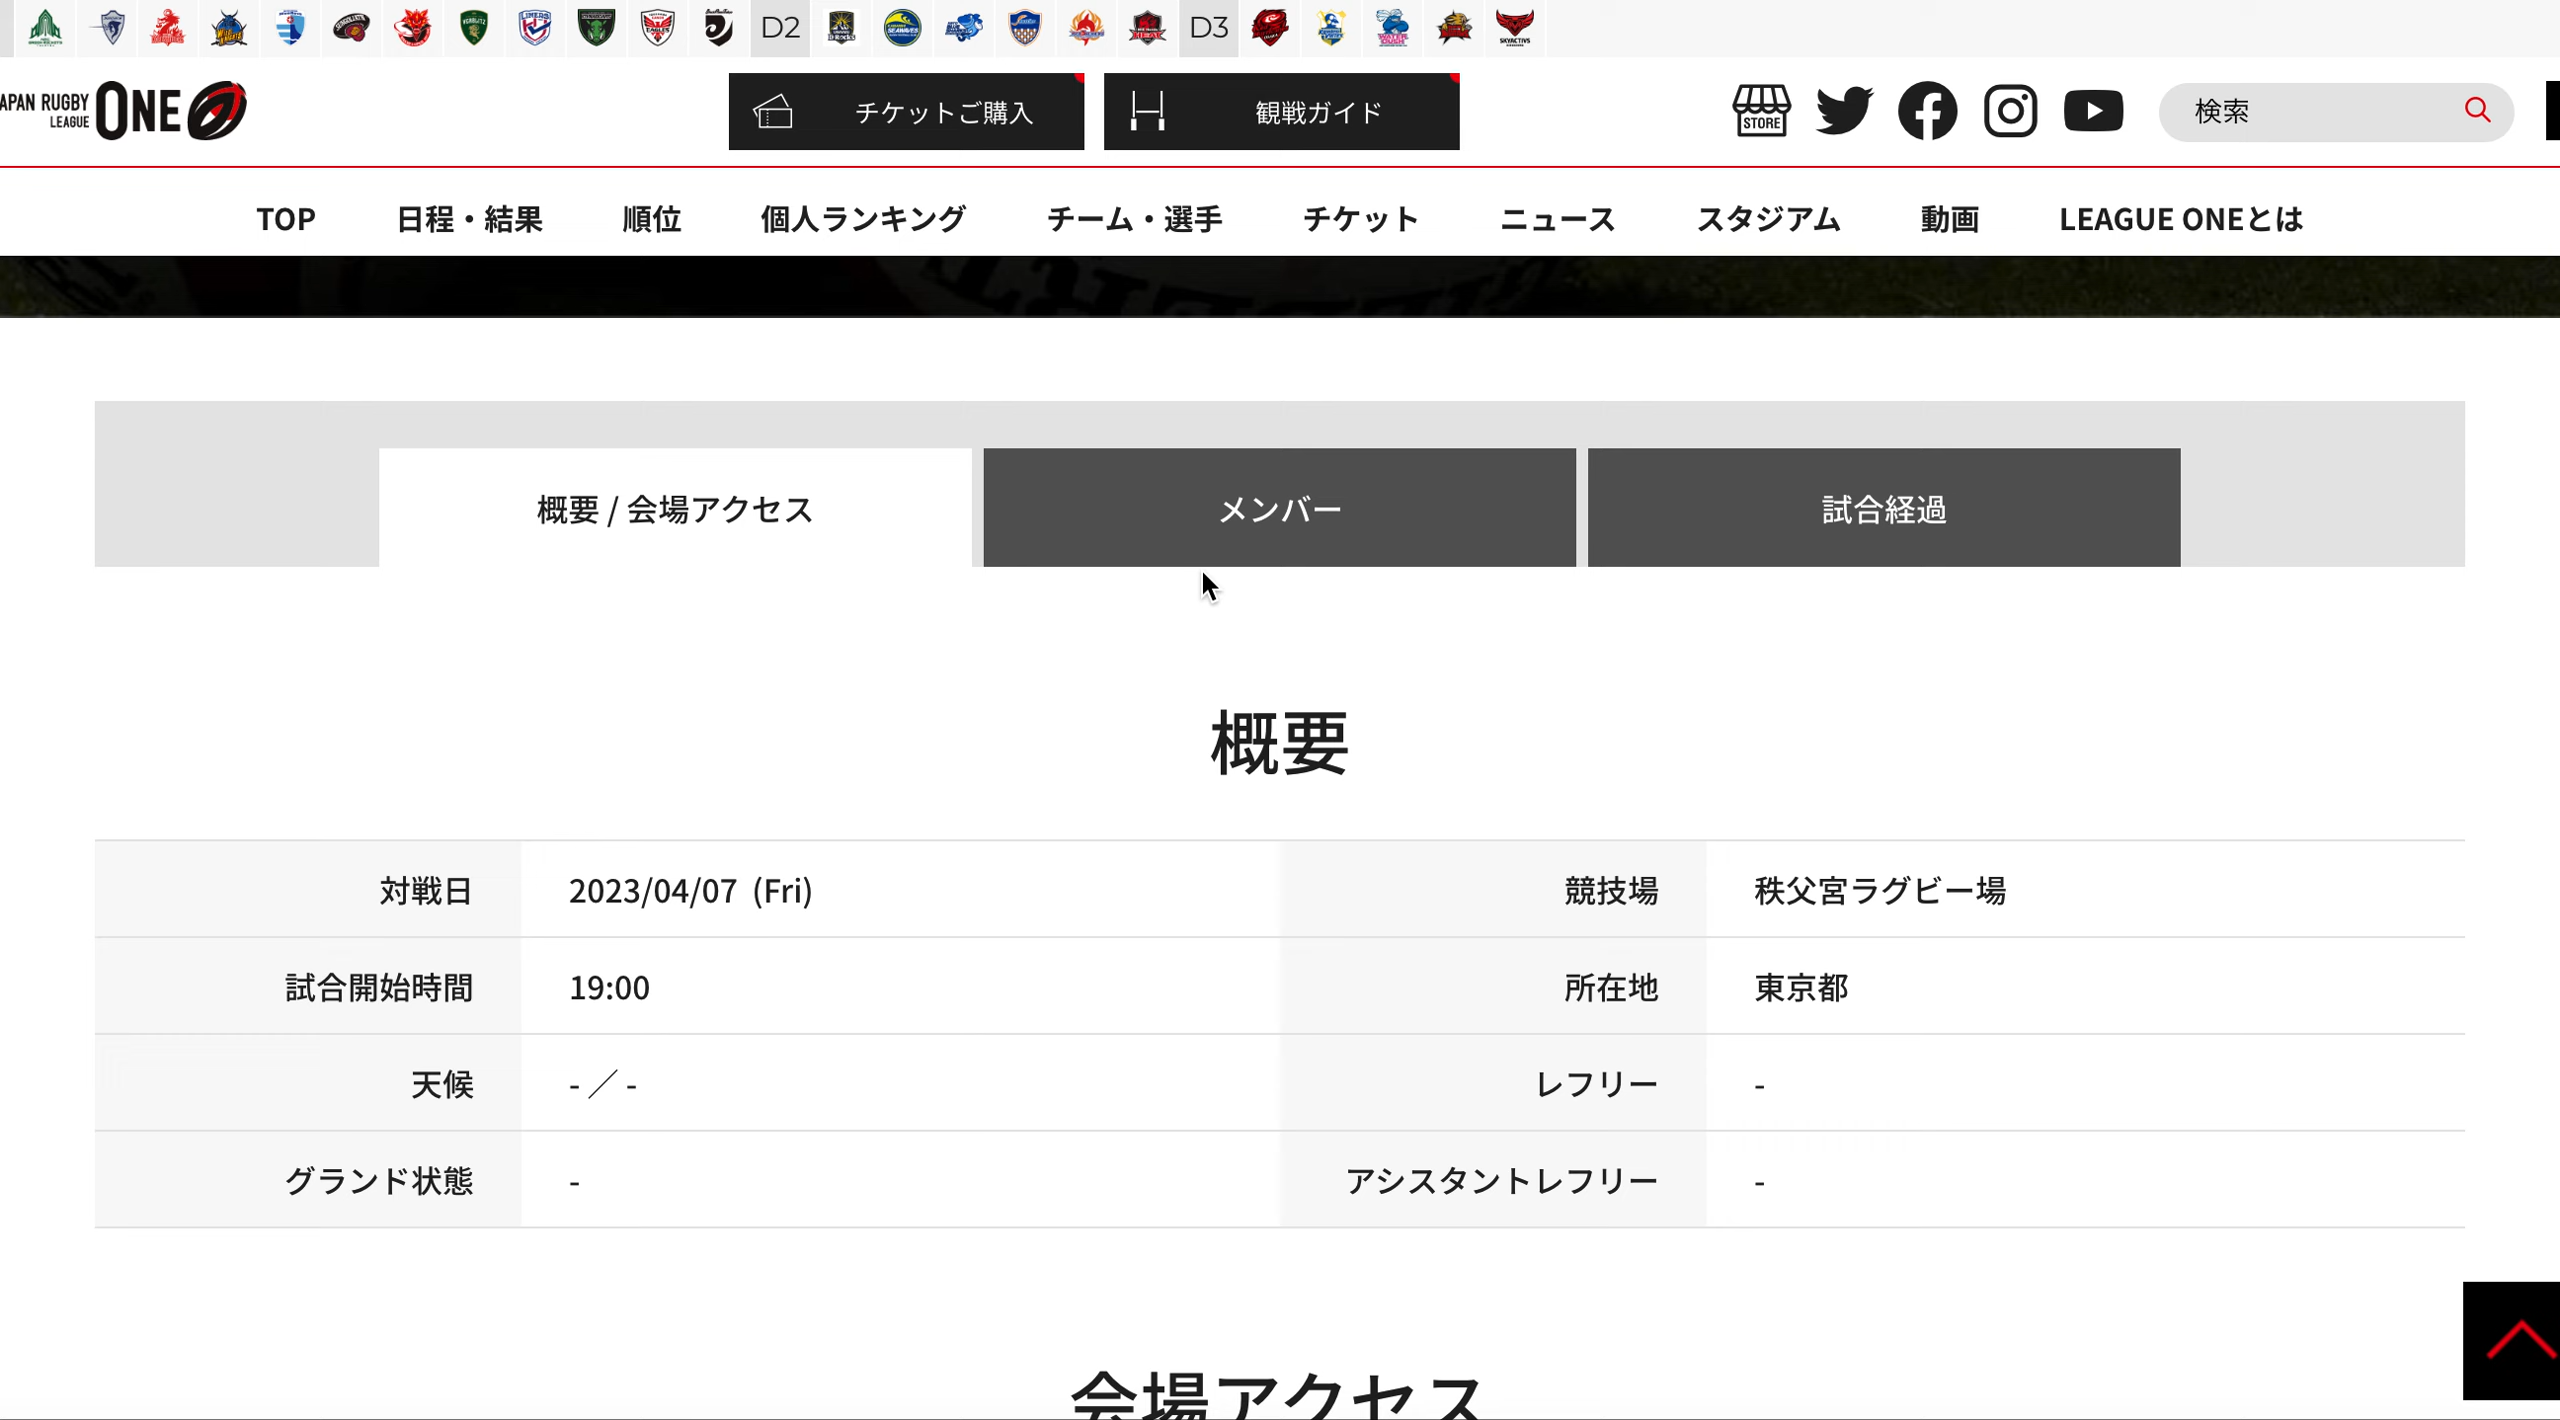 D2
D3
APAN RUGBY
LEAGUE
ONE
チケットご購入
観戦ガイド
STORE
検索
TOP
日程・結果
順位
個人ランキング
チーム・選手
チケット
ニュース
スタジアム
動画
LEAGUE ONEとは
概要 / 会場アクセス
メンバー
試合経過
概要
対戦日
2023/04/07 (Fri)
競技場
秩父宮ラグビー場
試合開始時間
19:00
所在地
東京都
天候
- ／ -
レフリー
-
グランド状態
-
アシスタントレフリー
-
会場アクセス